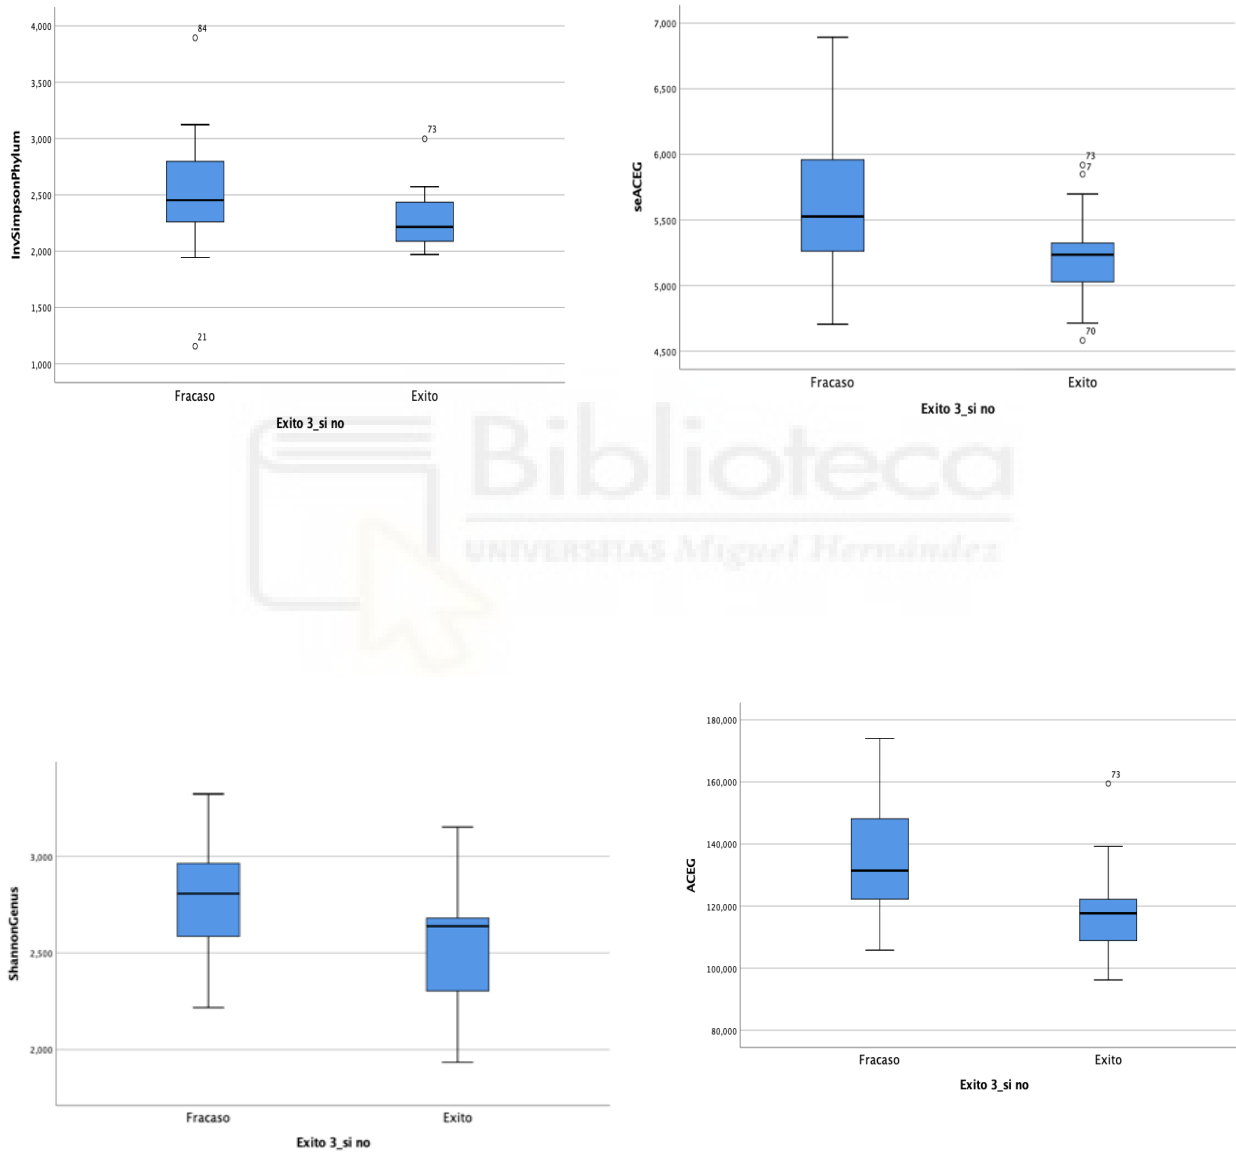 InvSimpsonPhylum
4,000
3,500
3,000
2,500
2,000
1,500
1,000
84
21
73
Fracaso
Exito
Exito 3_si no
seACEG
7,000
6,500
6,000
5,500
5,000
4,500
73
7
70
Fracaso
Exito
Exito 3_si no
Biblioteca
UNIVERSITAS Miguel Hernández
ShannonGenus
3,000
2,500
2,000
Fracaso
Exito
Exito 3_si no
ACEG
180,000
160,000
140,000
120,000
100,000
80,000
73
Fracaso
Exito
Exito 3_si no